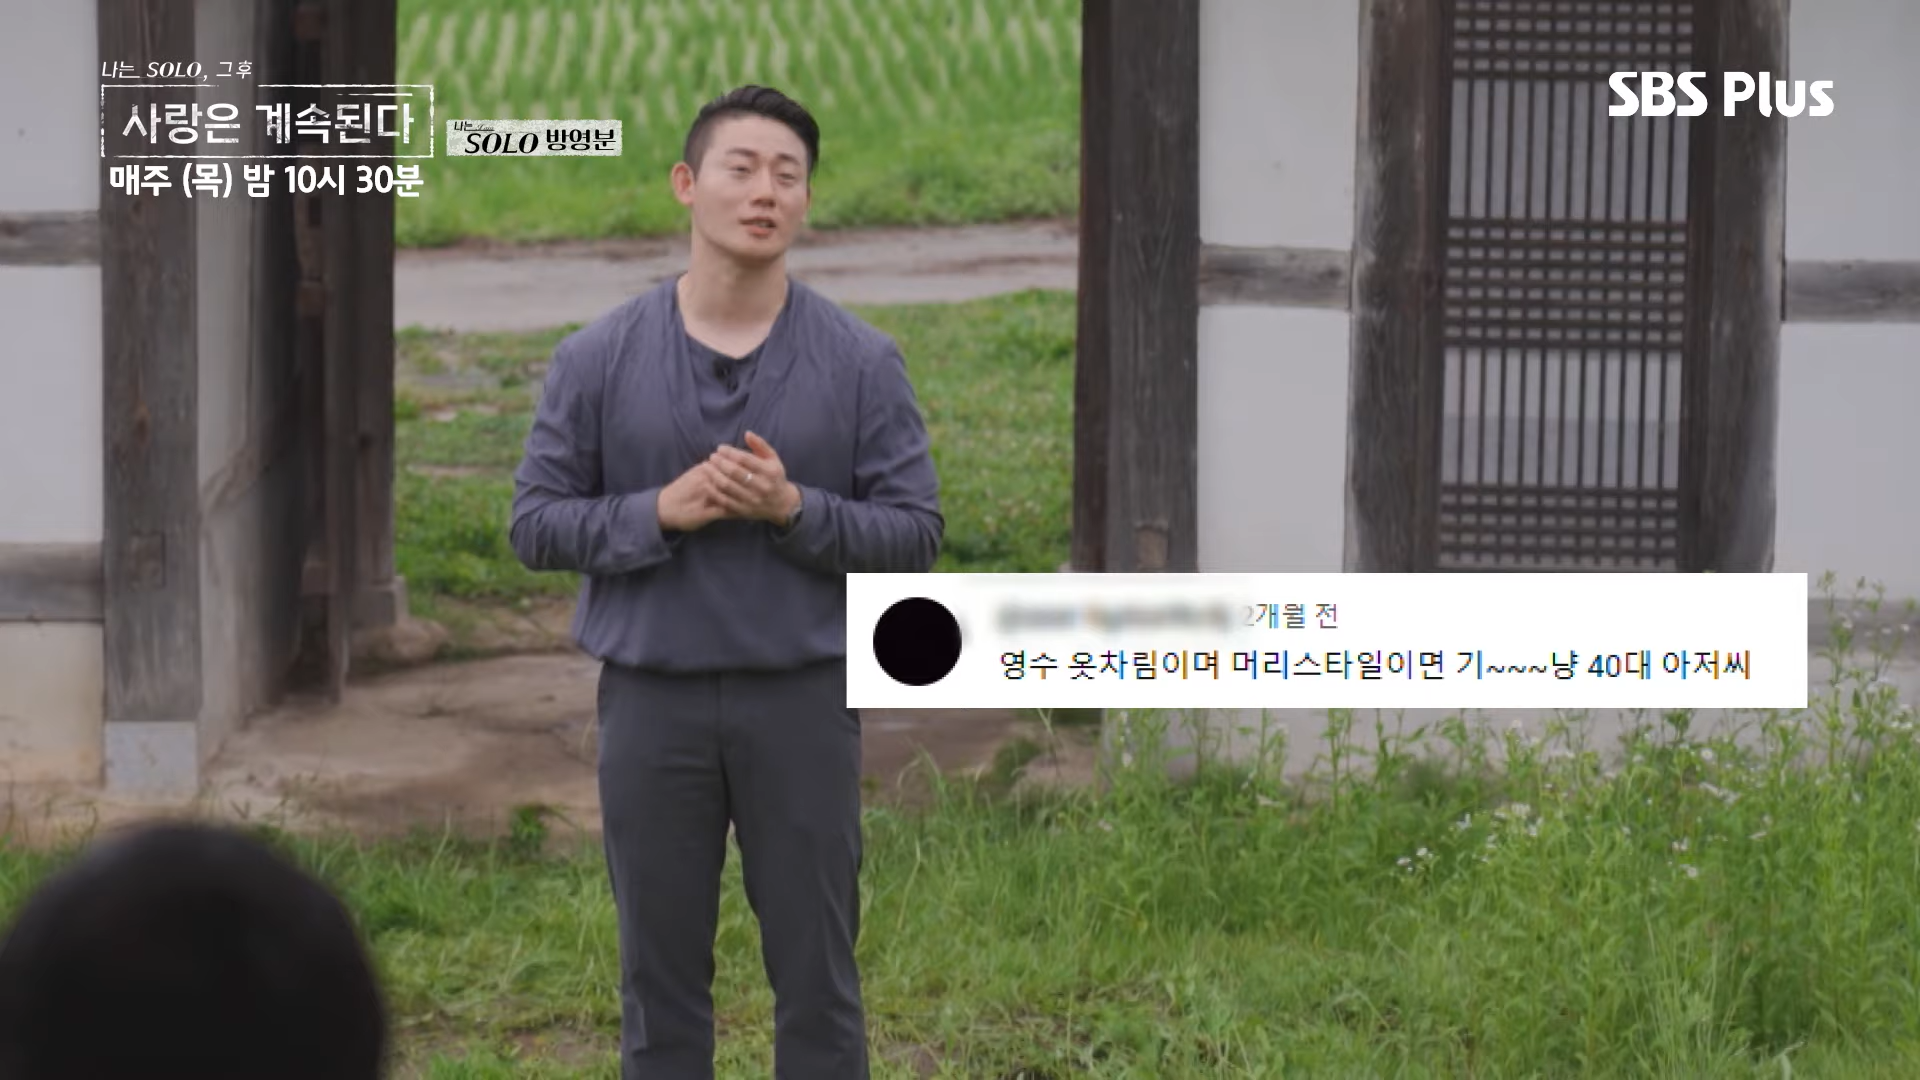 나는 SOLO, 그후
사랑은 계속된다
나는 SOLO 방영분
매주 (목) 밤 10시 30분
SBS Plus
2개월 전
영수 옷차림이며 머리스타일이면 기~~~냥 40대 아저씨